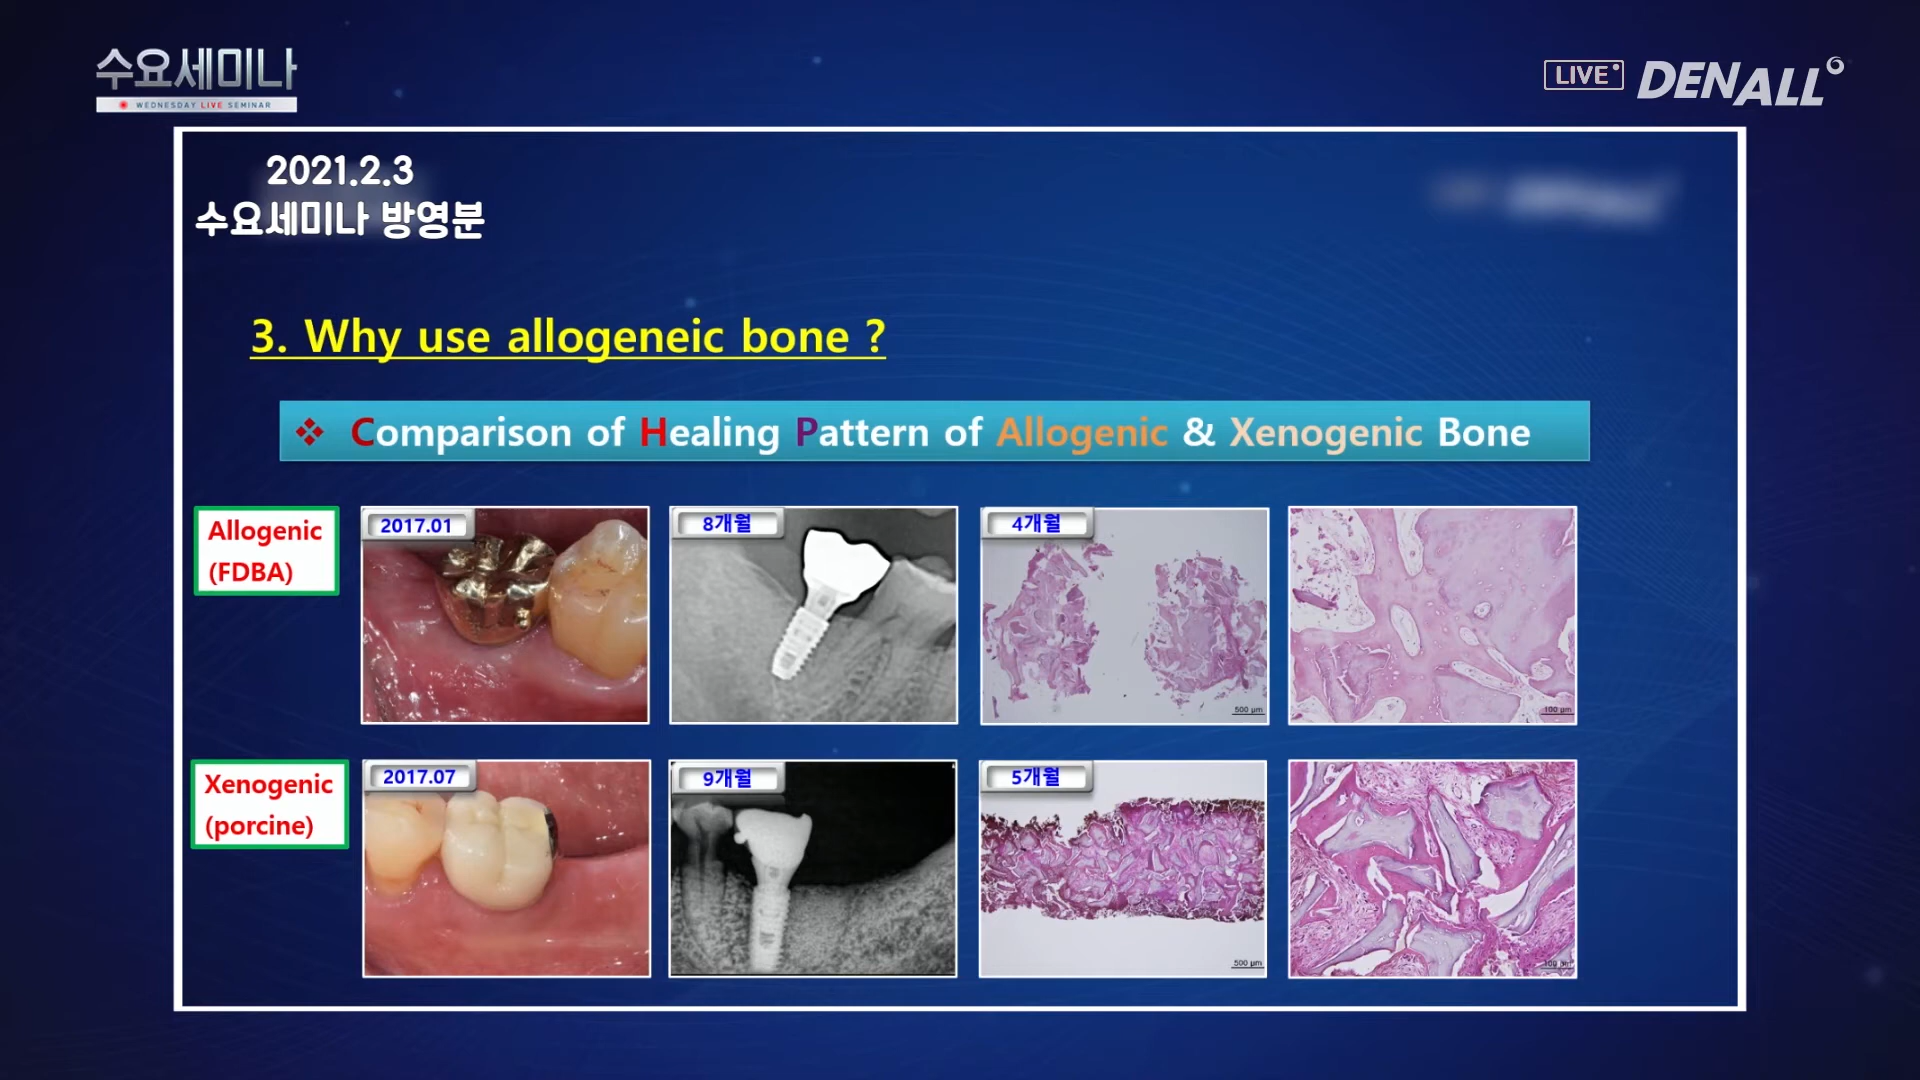 수요세미나
WEDNESDAY LIVE SEMINAR
LIVE DENALL
2021.2.3
수요세미나 방영분
3. Why use allogeneic bone ?
Comparison of Healing Pattern of Allogenic & Xenogenic Bone
Allogenic
(FDBA)
2017.01
8개월
4개월
500 µm
100 µm
Xenogenic
(porcine)
2017.07
9개월
5개월
500 µm
100 µm